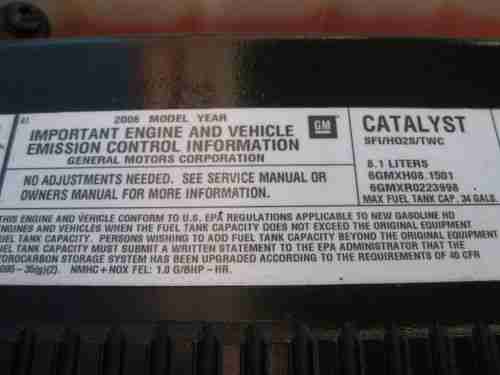 2006 MODEL YEAR
IMPORTANT ENGINE AND VEHICLE
EMISSION CONTROL INFORMATION
GENERAL MOTORS CORPORATION
GM
NO ADJUSTMENTS NEEDED. SEE SERVICE MANUAL OR
OWNERS MANUAL FOR MORE INFORMATION.
CATALYST
SFI/HO2S/TWC
8.1 LITERS
6GMXH08.1501
6GMXR0223998
MAX FUEL TANK CAP. 34 GALS.
THIS ENGINE AND VEHICLE CONFORM TO U.S. EPA REGULATIONS APPLICABLE TO NEW GASOLINE HD
ENGINES AND VEHICLES WHEN THE FUEL TANK CAPACITY DOES NOT EXCEED THE ORIGINAL EQUIPMENT
FUEL TANK CAPACITY. PERSONS WISHING TO ADD FUEL TANK CAPACITY BEYOND THE ORIGINAL EQUIPMENT
FUEL TANK CAPACITY MUST SUBMIT A WRITTEN STATEMENT TO THE EPA ADMINISTRATOR THAT THE
HYDROCARBON STORAGE SYSTEM HAS BEEN UPGRADED ACCORDING TO THE REQUIREMENTS OF 40 CFR
NMHC+NOX FEL: 1.0 G/BHP-HR.